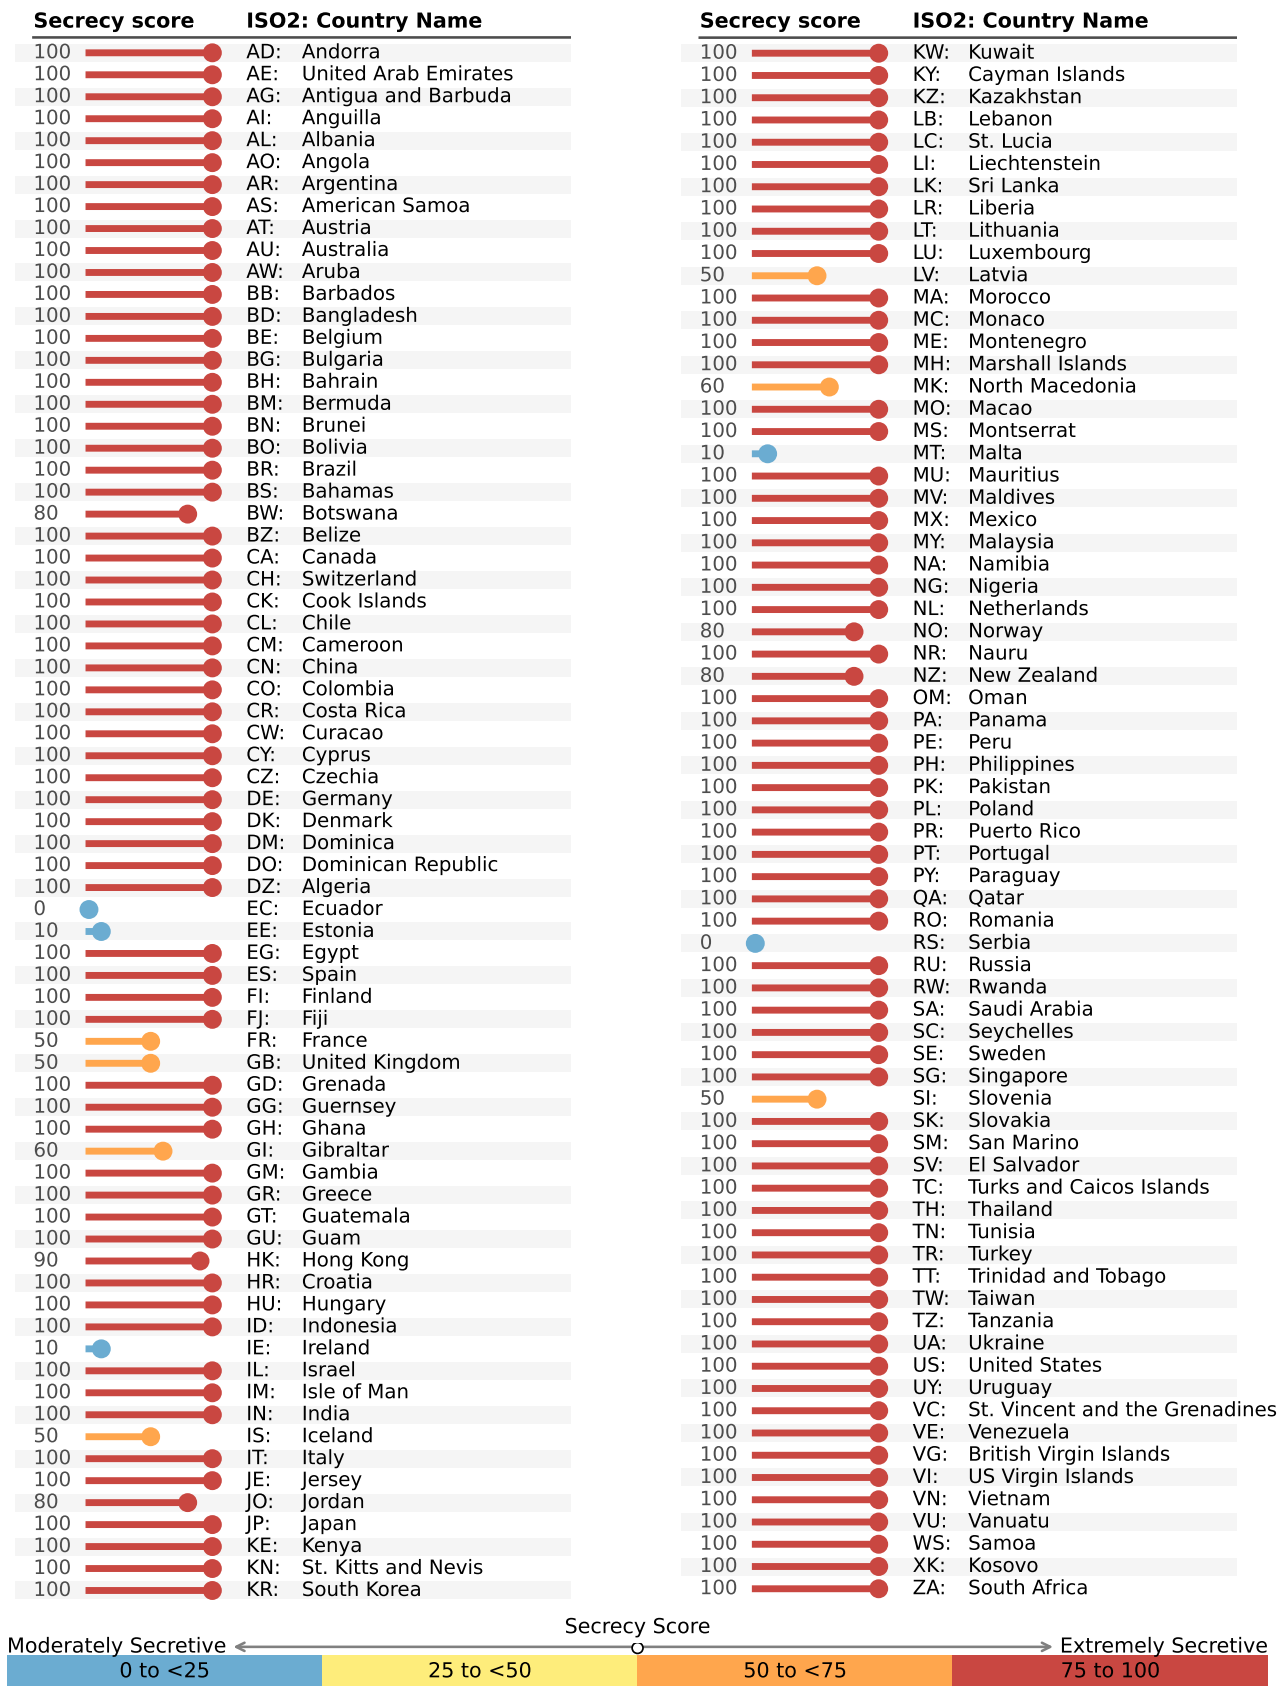 Secrecy score ISO2: Country Name
100 AD: Andorra
100 AE: United Arab Emirates
100 AG: Antigua and Barbuda
100 AI: Anguilla
100 AL: Albania
100 AO: Angola
100 AR: Argentina
100 AS: American Samoa
100 AT: Austria
100 AU: Australia
100 AW: Aruba
100 BB: Barbados
100 BD: Bangladesh
100 BE: Belgium
100 BG: Bulgaria
100 BH: Bahrain
100 BM: Bermuda
100 BN: Brunei
100 BO: Bolivia
100 BR: Brazil
100 BS: Bahamas
80 BW: Botswana
100 BZ: Belize
100 CA: Canada
100 CH: Switzerland
100 CK: Cook Islands
100 CL: Chile
100 CM: Cameroon
100 CN: China
100 CO: Colombia
100 CR: Costa Rica
100 CW: Curacao
100 CY: Cyprus
100 CZ: Czechia
100 DE: Germany
100 DK: Denmark
100 DM: Dominica
100 DO: Dominican Republic
100 DZ: Algeria
0 EC: Ecuador
10 EE: Estonia
100 EG: Egypt
100 ES: Spain
100 FI: Finland
100 FJ: Fiji
50 FR: France
50 GB: United Kingdom
100 GD: Grenada
100 GG: Guernsey
100 GH: Ghana
60 GI: Gibraltar
100 GM: Gambia
100 GR: Greece
100 GT: Guatemala
100 GU: Guam
90 HK: Hong Kong
100 HR: Croatia
100 HU: Hungary
100 ID: Indonesia
10 IE: Ireland
100 IL: Israel
100 IM: Isle of Man
100 IN: India
50 IS: Iceland
100 IT: Italy
100 JE: Jersey
80 JO: Jordan
100 JP: Japan
100 KE: Kenya
100 KN: St. Kitts and Nevis
100 KR: South Korea
Secrecy score ISO2: Country Name
100 KW: Kuwait
100 KY: Cayman Islands
100 KZ: Kazakhstan
100 LB: Lebanon
100 LC: St. Lucia
100 LI: Liechtenstein
100 LK: Sri Lanka
100 LR: Liberia
100 LT: Lithuania
100 LU: Luxembourg
50 LV: Latvia
100 MA: Morocco
100 MC: Monaco
100 ME: Montenegro
100 MH: Marshall Islands
60 MK: North Macedonia
100 MO: Macao
100 MS: Montserrat
10 MT: Malta
100 MU: Mauritius
100 MV: Maldives
100 MX: Mexico
100 MY: Malaysia
100 NA: Namibia
100 NG: Nigeria
100 NL: Netherlands
80 NO: Norway
100 NR: Nauru
80 NZ: New Zealand
100 OM: Oman
100 PA: Panama
100 PE: Peru
100 PH: Philippines
100 PK: Pakistan
100 PL: Poland
100 PR: Puerto Rico
100 PT: Portugal
100 PY: Paraguay
100 QA: Qatar
100 RO: Romania
0 RS: Serbia
100 RU: Russia
100 RW: Rwanda
100 SA: Saudi Arabia
100 SC: Seychelles
100 SE: Sweden
100 SG: Singapore
50 SI: Slovenia
100 SK: Slovakia
100 SM: San Marino
100 SV: El Salvador
100 TC: Turks and Caicos Islands
100 TH: Thailand
100 TN: Tunisia
100 TR: Turkey
100 TT: Trinidad and Tobago
100 TW: Taiwan
100 TZ: Tanzania
100 UA: Ukraine
100 US: United States
100 UY: Uruguay
100 VC: St. Vincent and the Grenadines
100 VE: Venezuela
100 VG: British Virgin Islands
100 VI: US Virgin Islands
100 VN: Vietnam
100 VU: Vanuatu
100 WS: Samoa
100 XK: Kosovo
100 ZA: South Africa
Secrecy Score
Moderately Secretive Extremely Secretive
0 to <25 25 to <50 50 to <75 75 to 100